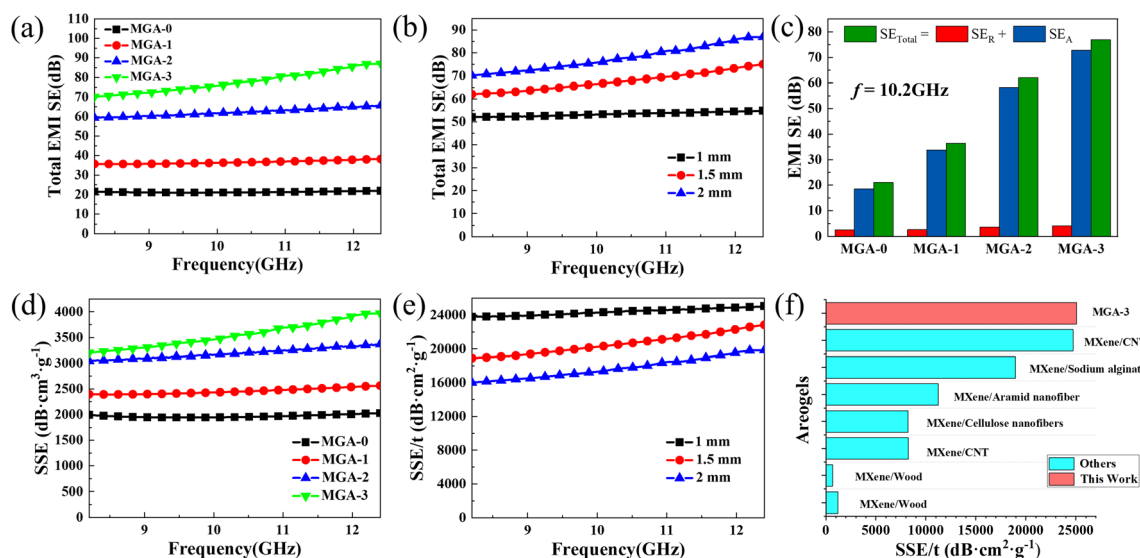 (a)
MGA-0
MGA-1
MGA-2
MGA-3
Total EMI SE(dB)
110
100
90
80
70
60
50
40
30
20
10
0
9
10
11
12
Frequency(GHz)
(b)
Total EMI SE(dB)
90
80
70
60
50
40
30
20
10
0
1 mm
1.5 mm
2 mm
9
10
11
12
Frequency(GHz)
(c)
SE_Total = SE_R + SE_A
f = 10.2GHz
EMI SE (dB)
80
70
60
50
40
30
20
10
0
MGA-0 MGA-1 MGA-2 MGA-3
(d)
SSE (dB·cm³·g⁻¹)
4000
3500
3000
2500
2000
1500
1000
500
0
MGA-0
MGA-1
MGA-2
MGA-3
9
10
11
12
Frequency(GHz)
(e)
SSE/t (dB·cm²·g⁻¹)
24000
20000
16000
12000
8000
4000
0
1 mm
1.5 mm
2 mm
9
10
11
12
Frequency(GHz)
(f)
Areogels
MGA-3
MXene/CNT
MXene/Sodium alginat
MXene/Aramid nanofiber
MXene/Cellulose nanofibers
MXene/CNT
MXene/Wood
MXene/Wood
Others
This Work
0 5000 10000 15000 20000 25000
SSE/t (dB·cm²·g⁻¹)